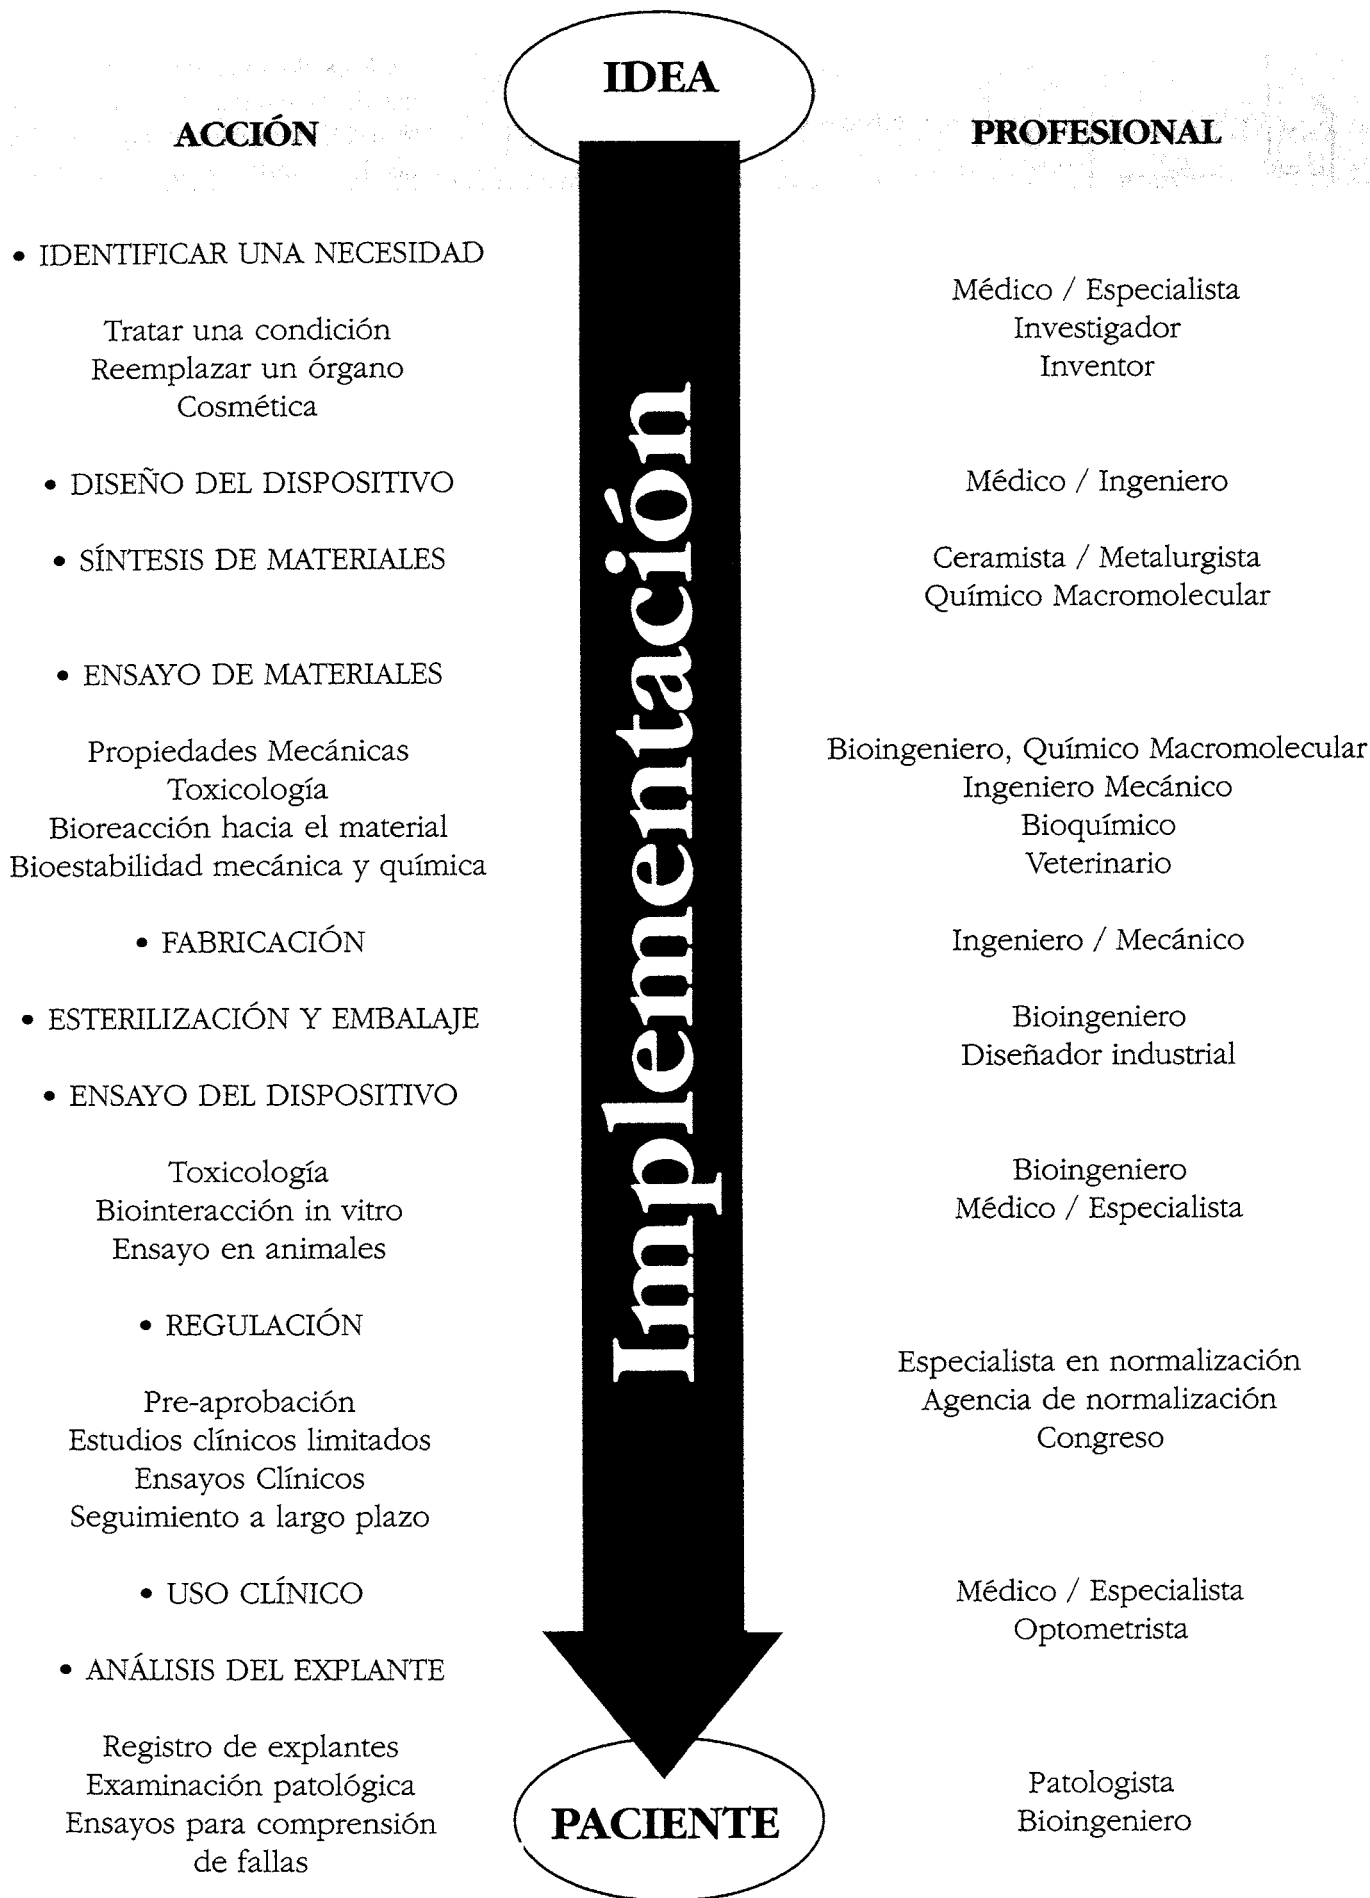 IDEA
ACCIÓN
PROFESIONAL
Implementación
• IDENTIFICAR UNA NECESIDAD
Tratar una condición
Reemplazar un órgano
Cosmética
Médico / Especialista
Investigador
Inventor
• DISEÑO DEL DISPOSITIVO
Médico / Ingeniero
• SÍNTESIS DE MATERIALES
Ceramista / Metalurgista
Químico Macromolecular
• ENSAYO DE MATERIALES
Propiedades Mecánicas
Toxicología
Bioreacción hacia el material
Bioestabilidad mecánica y química
Bioingeniero, Químico Macromolecular
Ingeniero Mecánico
Bioquímico
Veterinario
• FABRICACIÓN
Ingeniero / Mecánico
• ESTERILIZACIÓN Y EMBALAJE
Bioingeniero
Diseñador industrial
• ENSAYO DEL DISPOSITIVO
Toxicología
Biointeracción in vitro
Ensayo en animales
Bioingeniero
Médico / Especialista
• REGULACIÓN
Pre-aprobación
Estudios clínicos limitados
Ensayos Clínicos
Seguimiento a largo plazo
Especialista en normalización
Agencia de normalización
Congreso
• USO CLÍNICO
Médico / Especialista
Optometrista
• ANÁLISIS DEL EXPLANTE
Registro de explantes
Examinación patológica
Ensayos para comprensión
de fallas
Patologista
Bioingeniero
PACIENTE